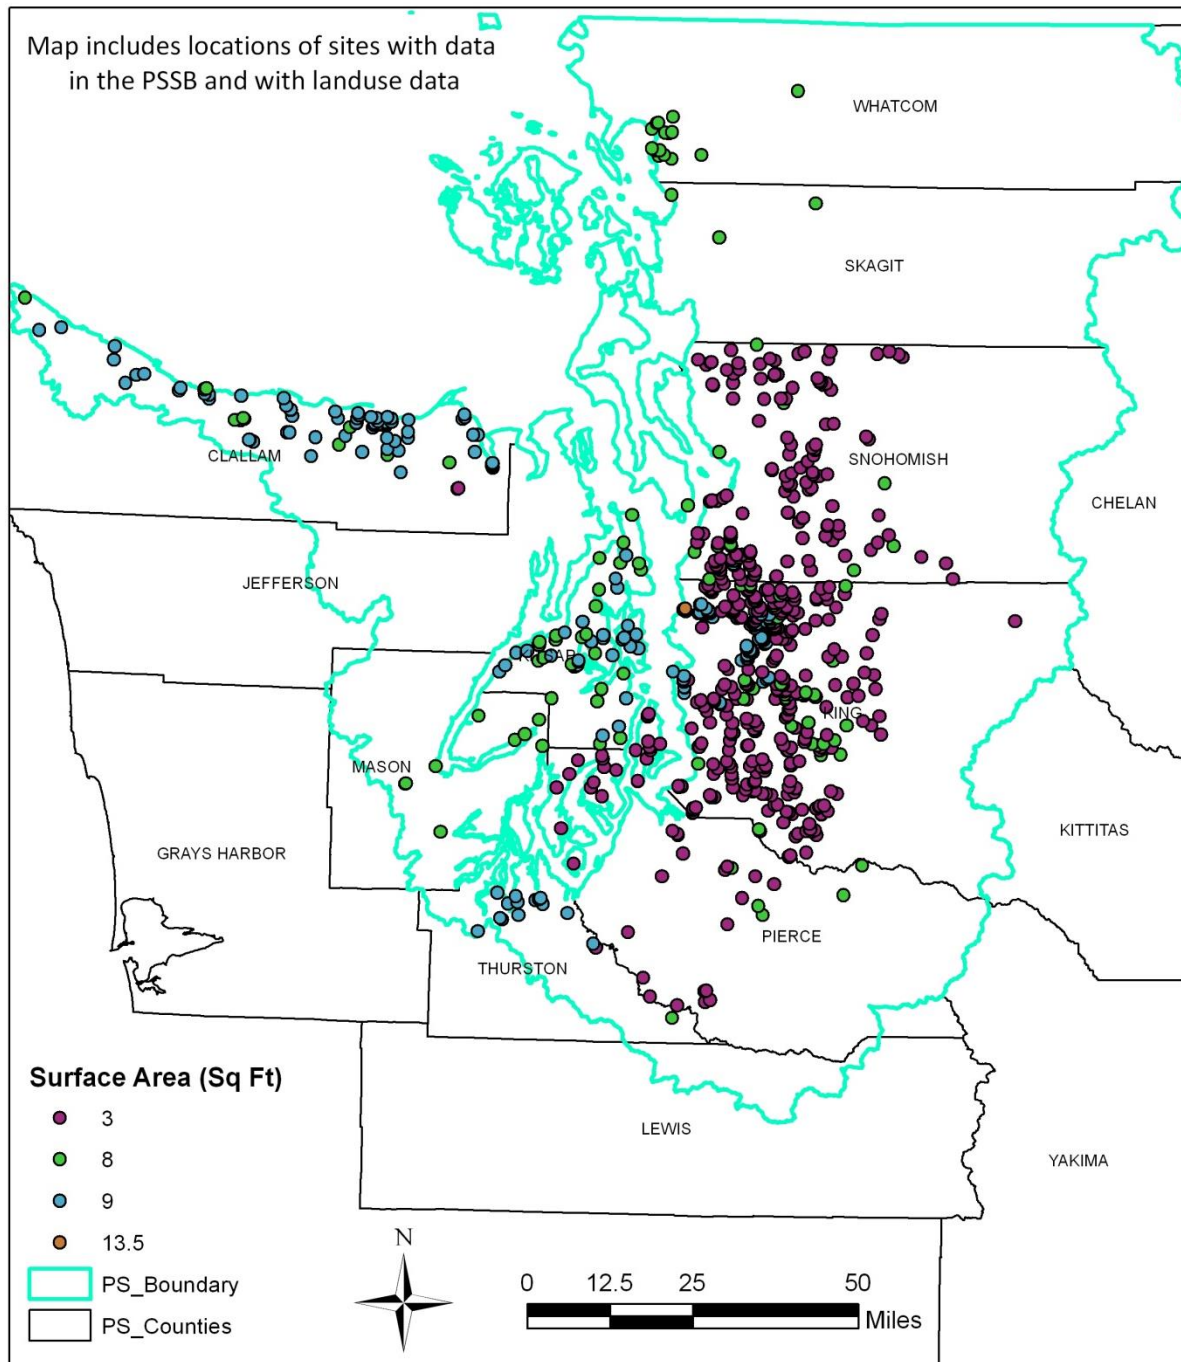 Map includes locations of sites with data
in the PSSB and with landuse data
WHATCOM
SKAGIT
SNOHOMISH
CLALLAM
CHELAN
JEFFERSON
KITSAP
KING
MASON
KITTITAS
GRAYS HARBOR
PIERCE
THURSTON
Surface Area (Sq Ft)
3
8
9
13.5
PS_Boundary
PS_Counties
LEWIS
YAKIMA
N
0 12.5 25 50
Miles